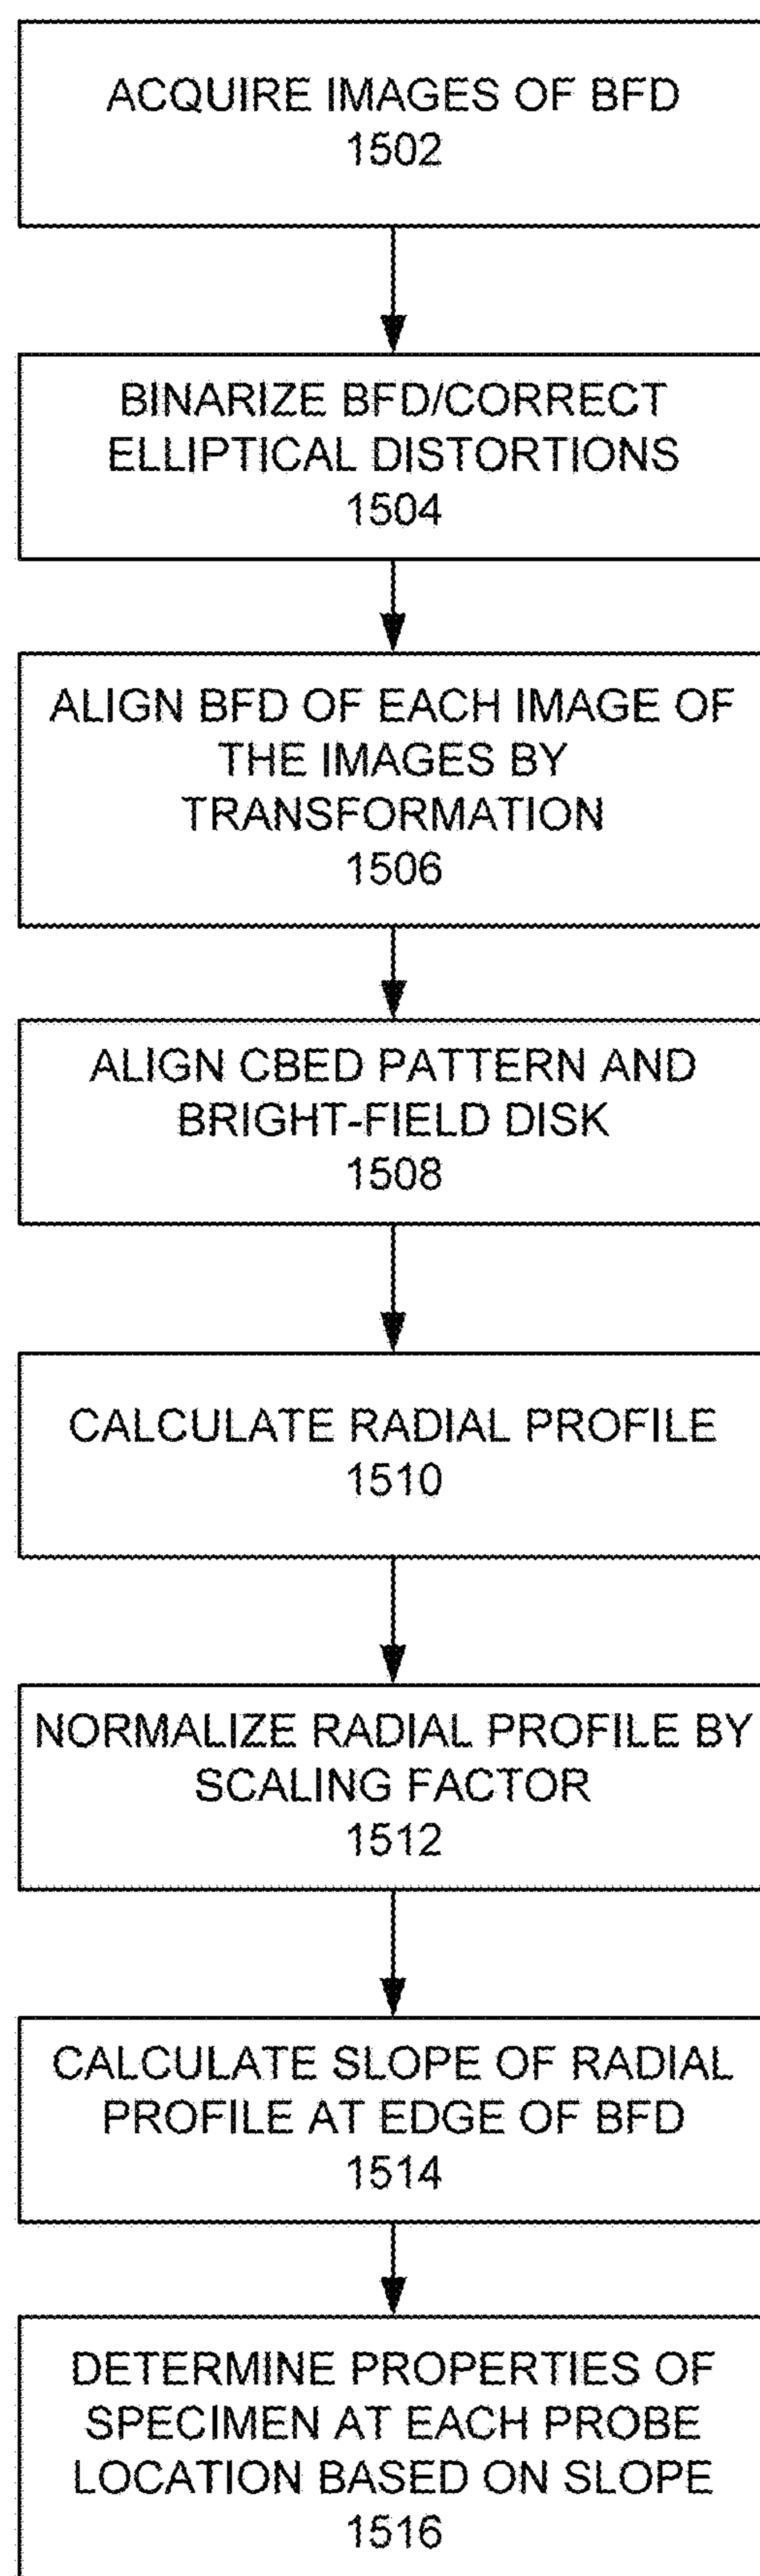 ACQUIRE IMAGES OF BFD
1502
BINARIZE BFD/CORRECT
ELLIPTICAL DISTORTIONS
1504
ALIGN BFD OF EACH IMAGE OF
THE IMAGES BY
TRANSFORMATION
1506
ALIGN CBED PATTERN AND
BRIGHT-FIELD DISK
1508
CALCULATE RADIAL PROFILE
1510
NORMALIZE RADIAL PROFILE BY
SCALING FACTOR
1512
CALCULATE SLOPE OF RADIAL
PROFILE AT EDGE OF BFD
1514
DETERMINE PROPERTIES OF
SPECIMEN AT EACH PROBE
LOCATION BASED ON SLOPE
1516